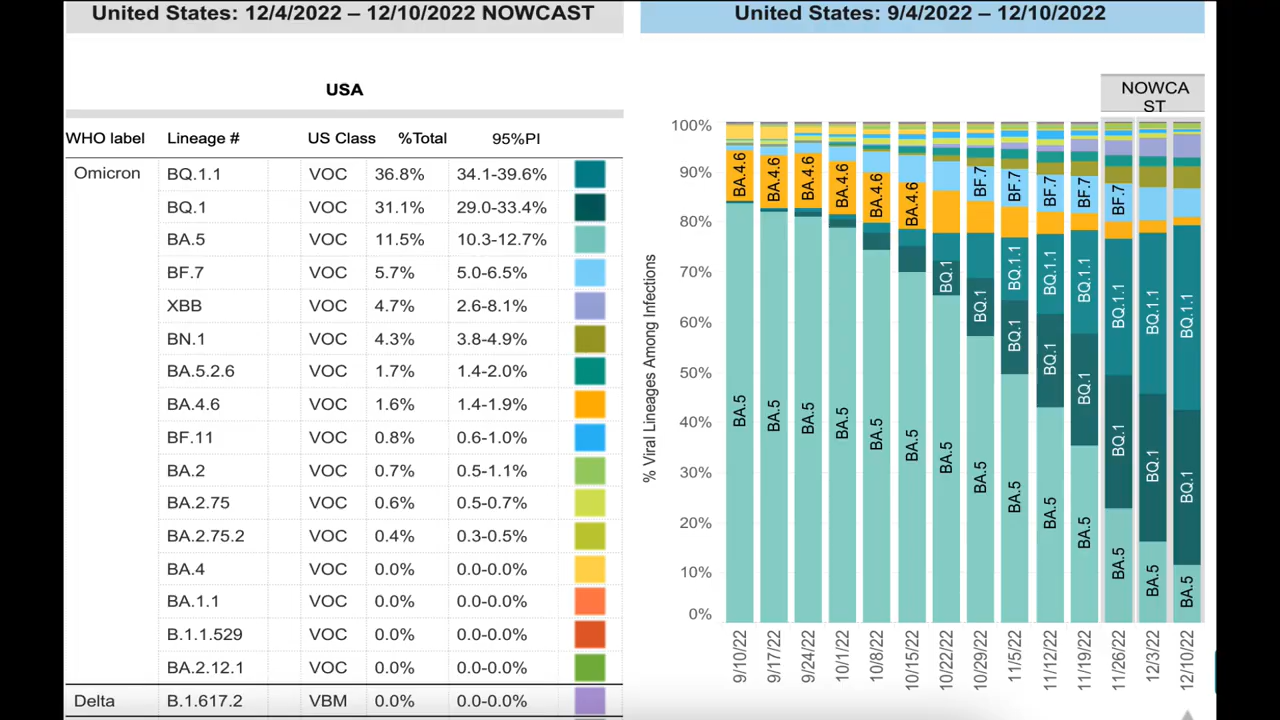 United States: 12/4/2022 – 12/10/2022 NOWCAST
USA
WHO label Lineage # US Class %Total 95%PI
Omicron BQ.1.1 VOC 36.8% 34.1-39.6%
BQ.1 VOC 31.1% 29.0-33.4%
BA.5 VOC 11.5% 10.3-12.7%
BF.7 VOC 5.7% 5.0-6.5%
XBB VOC 4.7% 2.6-8.1%
BN.1 VOC 4.3% 3.8-4.9%
BA.5.2.6 VOC 1.7% 1.4-2.0%
BA.4.6 VOC 1.6% 1.4-1.9%
BF.11 VOC 0.8% 0.6-1.0%
BA.2 VOC 0.7% 0.5-1.1%
BA.2.75 VOC 0.6% 0.5-0.7%
BA.2.75.2 VOC 0.4% 0.3-0.5%
BA.4 VOC 0.0% 0.0-0.0%
BA.1.1 VOC 0.0% 0.0-0.0%
B.1.1.529 VOC 0.0% 0.0-0.0%
BA.2.12.1 VOC 0.0% 0.0-0.0%
Delta B.1.617.2 VBM 0.0% 0.0-0.0%
United States: 9/4/2022 – 12/10/2022
NOWCA
ST
% Viral Lineages Among Infections
100%
90%
80%
70%
60%
50%
40%
30%
20%
10%
0%
BA.4.6 BA.4.6 BA.4.6 BA.4.6 BA.4.6 BA.4.6 BF.7 BF.7 BF.7 BF.7 BF.7
BQ.1.1 BQ.1.1 BQ.1.1 BQ.1.1 BQ.1.1 BQ.1.1
BQ.1 BQ.1 BQ.1 BQ.1 BQ.1 BQ.1 BQ.1 BQ.1
BA.5 BA.5 BA.5 BA.5 BA.5 BA.5 BA.5 BA.5 BA.5 BA.5 BA.5 BA.5 BA.5 BA.5
9/10/22 9/17/22 9/24/22 10/1/22 10/8/22 10/15/22 10/22/22 10/29/22 11/5/22 11/12/22 11/19/22 11/26/22 12/3/22 12/10/22